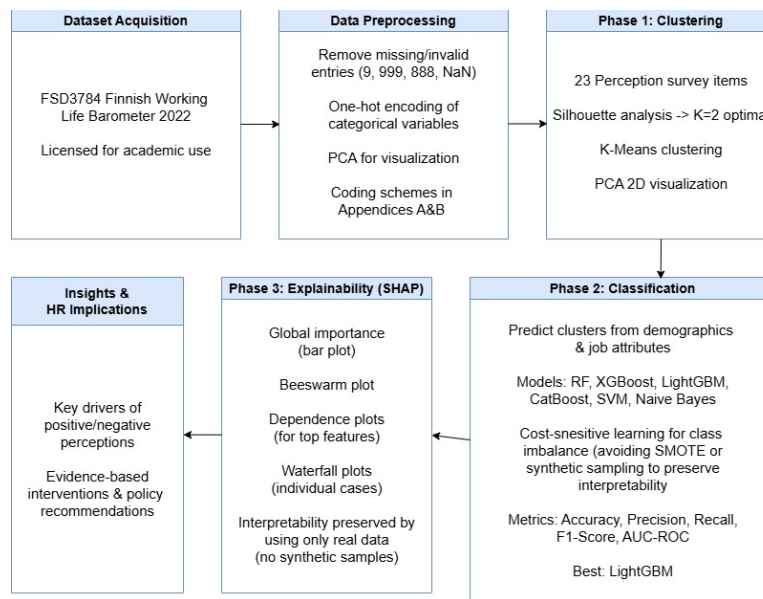 Dataset Acquisition
FSD3784 Finnish Working
Life Barometer 2022
Licensed for academic use
Data Preprocessing
Remove missing/invalid
entries (9, 999, 888, NaN)
One-hot encoding of
categorical variables
PCA for visualization
Coding schemes in
Appendices A&B
Phase 1: Clustering
23 Perception survey items
Silhouette analysis -> K=2 optima
K-Means clustering
PCA 2D visualization
Phase 2: Classification
Predict clusters from demographics
& job attributes
Models: RF, XGBoost, LightGBM,
CatBoost, SVM, Naive Bayes
Cost-snesitive learning for class
imbalance (avoiding SMOTE or
synthetic sampling to preserve
interpretability
Metrics: Accuracy, Precision, Recall,
F1-Score, AUC-ROC
Best: LightGBM
Phase 3: Explainability (SHAP)
Global importance
(bar plot)
Beeswarm plot
Dependence plots
(for top features)
Waterfall plots
(individual cases)
Interpretability preserved by
using only real data
(no synthetic samples)
Insights &
HR Implications
Key drivers of
positive/negative
perceptions
Evidence-based
interventions & policy
recommendations